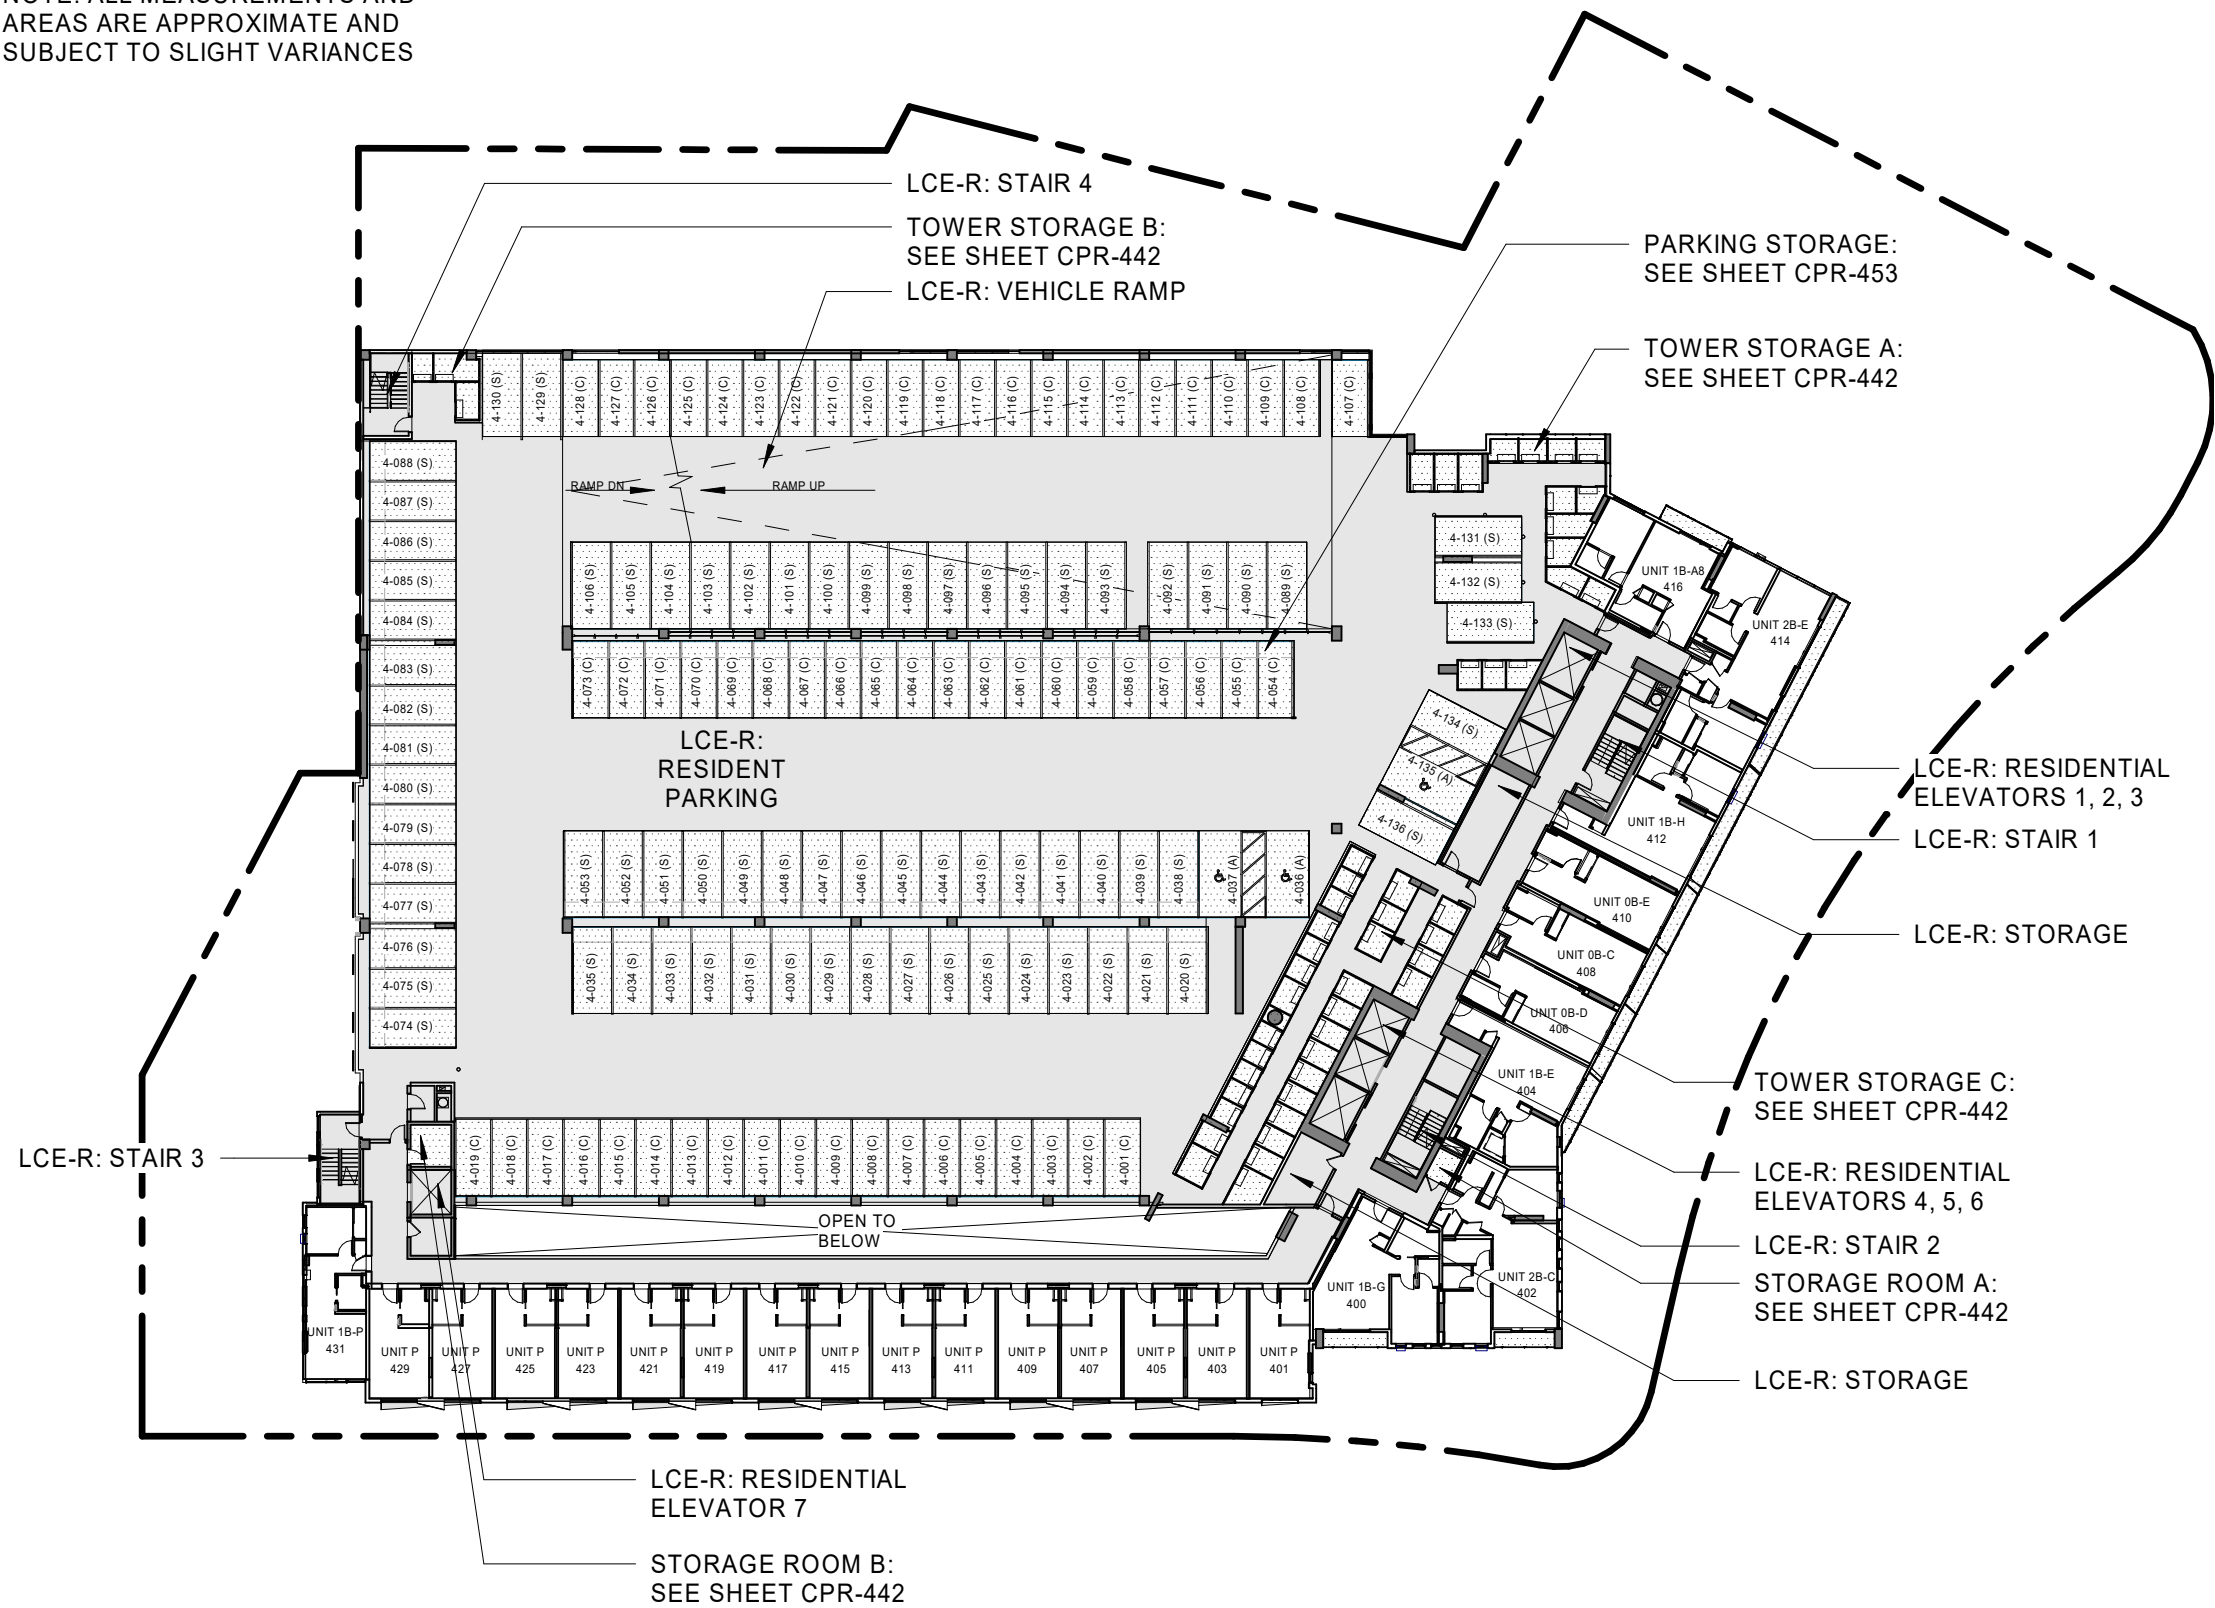 NOTE: ALL MEASUREMENTS AND
AREAS ARE APPROXIMATE AND
SUBJECT TO SLIGHT VARIANCES
LCE-R: STAIR 4
TOWER STORAGE B:
SEE SHEET CPR-442
LCE-R: VEHICLE RAMP
PARKING STORAGE:
SEE SHEET CPR-453
TOWER STORAGE A:
SEE SHEET CPR-442
4-130 (S)
4-129 (S)
4-128 (C)
4-127 (C)
4-126 (C)
4-125 (C)
4-124 (C)
4-123 (C)
4-122 (C)
4-121 (C)
4-120 (C)
4-119 (C)
4-118 (C)
4-117 (C)
4-116 (C)
4-115 (C)
4-114 (C)
4-113 (C)
4-112 (C)
4-111 (C)
4-110 (C)
4-109 (C)
4-108 (C)
4-107 (C)
4-088 (S)
4-087 (S)
4-086 (S)
4-085 (S)
4-084 (S)
4-083 (S)
4-082 (S)
4-081 (S)
4-080 (S)
4-079 (S)
4-078 (S)
4-077 (S)
4-076 (S)
4-075 (S)
4-074 (S)
RAMP DN
RAMP UP
4-106 (S)
4-105 (S)
4-104 (S)
4-103 (S)
4-102 (S)
4-101 (S)
4-100 (S)
4-099 (S)
4-098 (S)
4-097 (S)
4-096 (S)
4-095 (S)
4-094 (S)
4-093 (S)
4-092 (S)
4-091 (S)
4-090 (S)
4-089 (S)
4-131 (S)
4-132 (S)
4-133 (S)
4-073 (C)
4-072 (C)
4-071 (C)
4-070 (C)
4-069 (C)
4-068 (C)
4-067 (C)
4-066 (C)
4-065 (C)
4-064 (C)
4-063 (C)
4-062 (C)
4-061 (C)
4-060 (C)
4-059 (C)
4-058 (C)
4-057 (C)
4-056 (C)
4-055 (C)
4-054 (C)
LCE-R:
RESIDENT
PARKING
4-134 (S)
4-135 (A)
4-136 (S)
4-053 (S)
4-052 (S)
4-051 (S)
4-050 (S)
4-049 (S)
4-048 (S)
4-047 (S)
4-046 (S)
4-045 (S)
4-044 (S)
4-043 (S)
4-042 (S)
4-041 (S)
4-040 (S)
4-039 (S)
4-038 (S)
4-037 (A)
4-036 (A)
4-035 (S)
4-034 (S)
4-033 (S)
4-032 (S)
4-031 (S)
4-030 (S)
4-029 (S)
4-028 (S)
4-027 (S)
4-026 (S)
4-025 (S)
4-024 (S)
4-023 (S)
4-022 (S)
4-021 (S)
4-020 (S)
4-019 (C)
4-018 (C)
4-017 (C)
4-016 (C)
4-015 (C)
4-014 (C)
4-013 (C)
4-012 (C)
4-011 (C)
4-010 (C)
4-009 (C)
4-008 (C)
4-007 (C)
4-006 (C)
4-005 (C)
4-004 (C)
4-003 (C)
4-002 (C)
4-001 (C)
OPEN TO
BELOW
UNIT 1B-A8
416
UNIT 2B-E
414
UNIT 1B-H
412
UNIT 0B-E
410
UNIT 0B-C
408
UNIT 0B-D
406
UNIT 1B-E
404
UNIT 2B-C
402
UNIT 1B-G
400
LCE-R: RESIDENTIAL
ELEVATORS 1, 2, 3
LCE-R: STAIR 1
LCE-R: STORAGE
TOWER STORAGE C:
SEE SHEET CPR-442
LCE-R: RESIDENTIAL
ELEVATORS 4, 5, 6
LCE-R: STAIR 2
STORAGE ROOM A:
SEE SHEET CPR-442
LCE-R: STORAGE
LCE-R: STAIR 3
UNIT 1B-P
431
UNIT P
429
UNIT P
427
UNIT P
425
UNIT P
423
UNIT P
421
UNIT P
419
UNIT P
417
UNIT P
415
UNIT P
413
UNIT P
411
UNIT P
409
UNIT P
407
UNIT P
405
UNIT P
403
UNIT P
401
LCE-R: RESIDENTIAL
ELEVATOR 7
STORAGE ROOM B:
SEE SHEET CPR-442